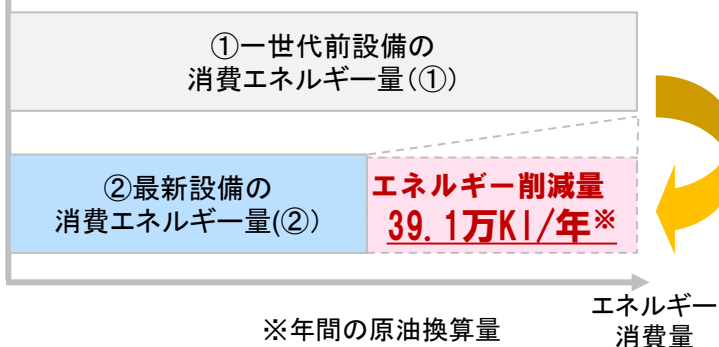 ①一世代前設備の
消費エネルギー量(①)
②最新設備の
消費エネルギー量(②)
エネルギー削減量
39.1万Kl/年※
※年間の原油換算量
エネルギー
消費量